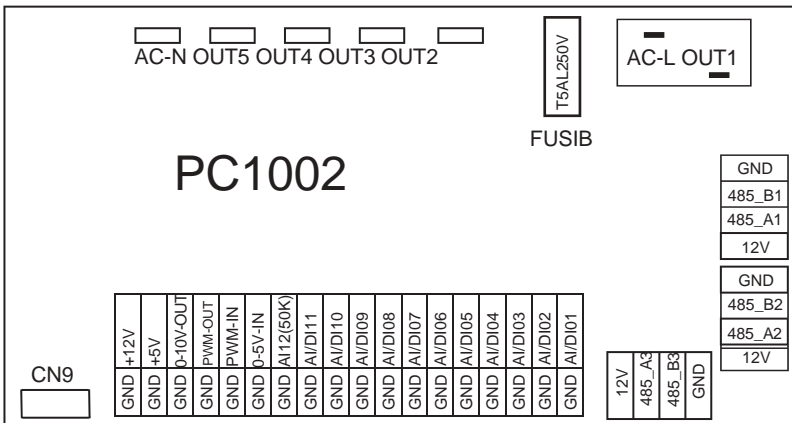 AC-N OUT5 OUT4 OUT3 OUT2
T5AL250V
AC-L OUT1
FUSIB
PC1002
GND
485_B1
485_A1
12V
GND
485_B2
485_A2
12V
+12V
+5V
0-10V-OUT
PWM-OUT
PWM-IN
0-5V-IN
AI12(50K)
AI/DI11
AI/DI10
AI/DI09
AI/DI08
AI/DI07
AI/DI06
AI/DI05
AI/DI04
AI/DI03
AI/DI02
AI/DI01
GND GND GND GND GND GND GND GND GND GND GND GND GND GND GND GND GND GND
CN9
12V
485_A3
485_B3
GND